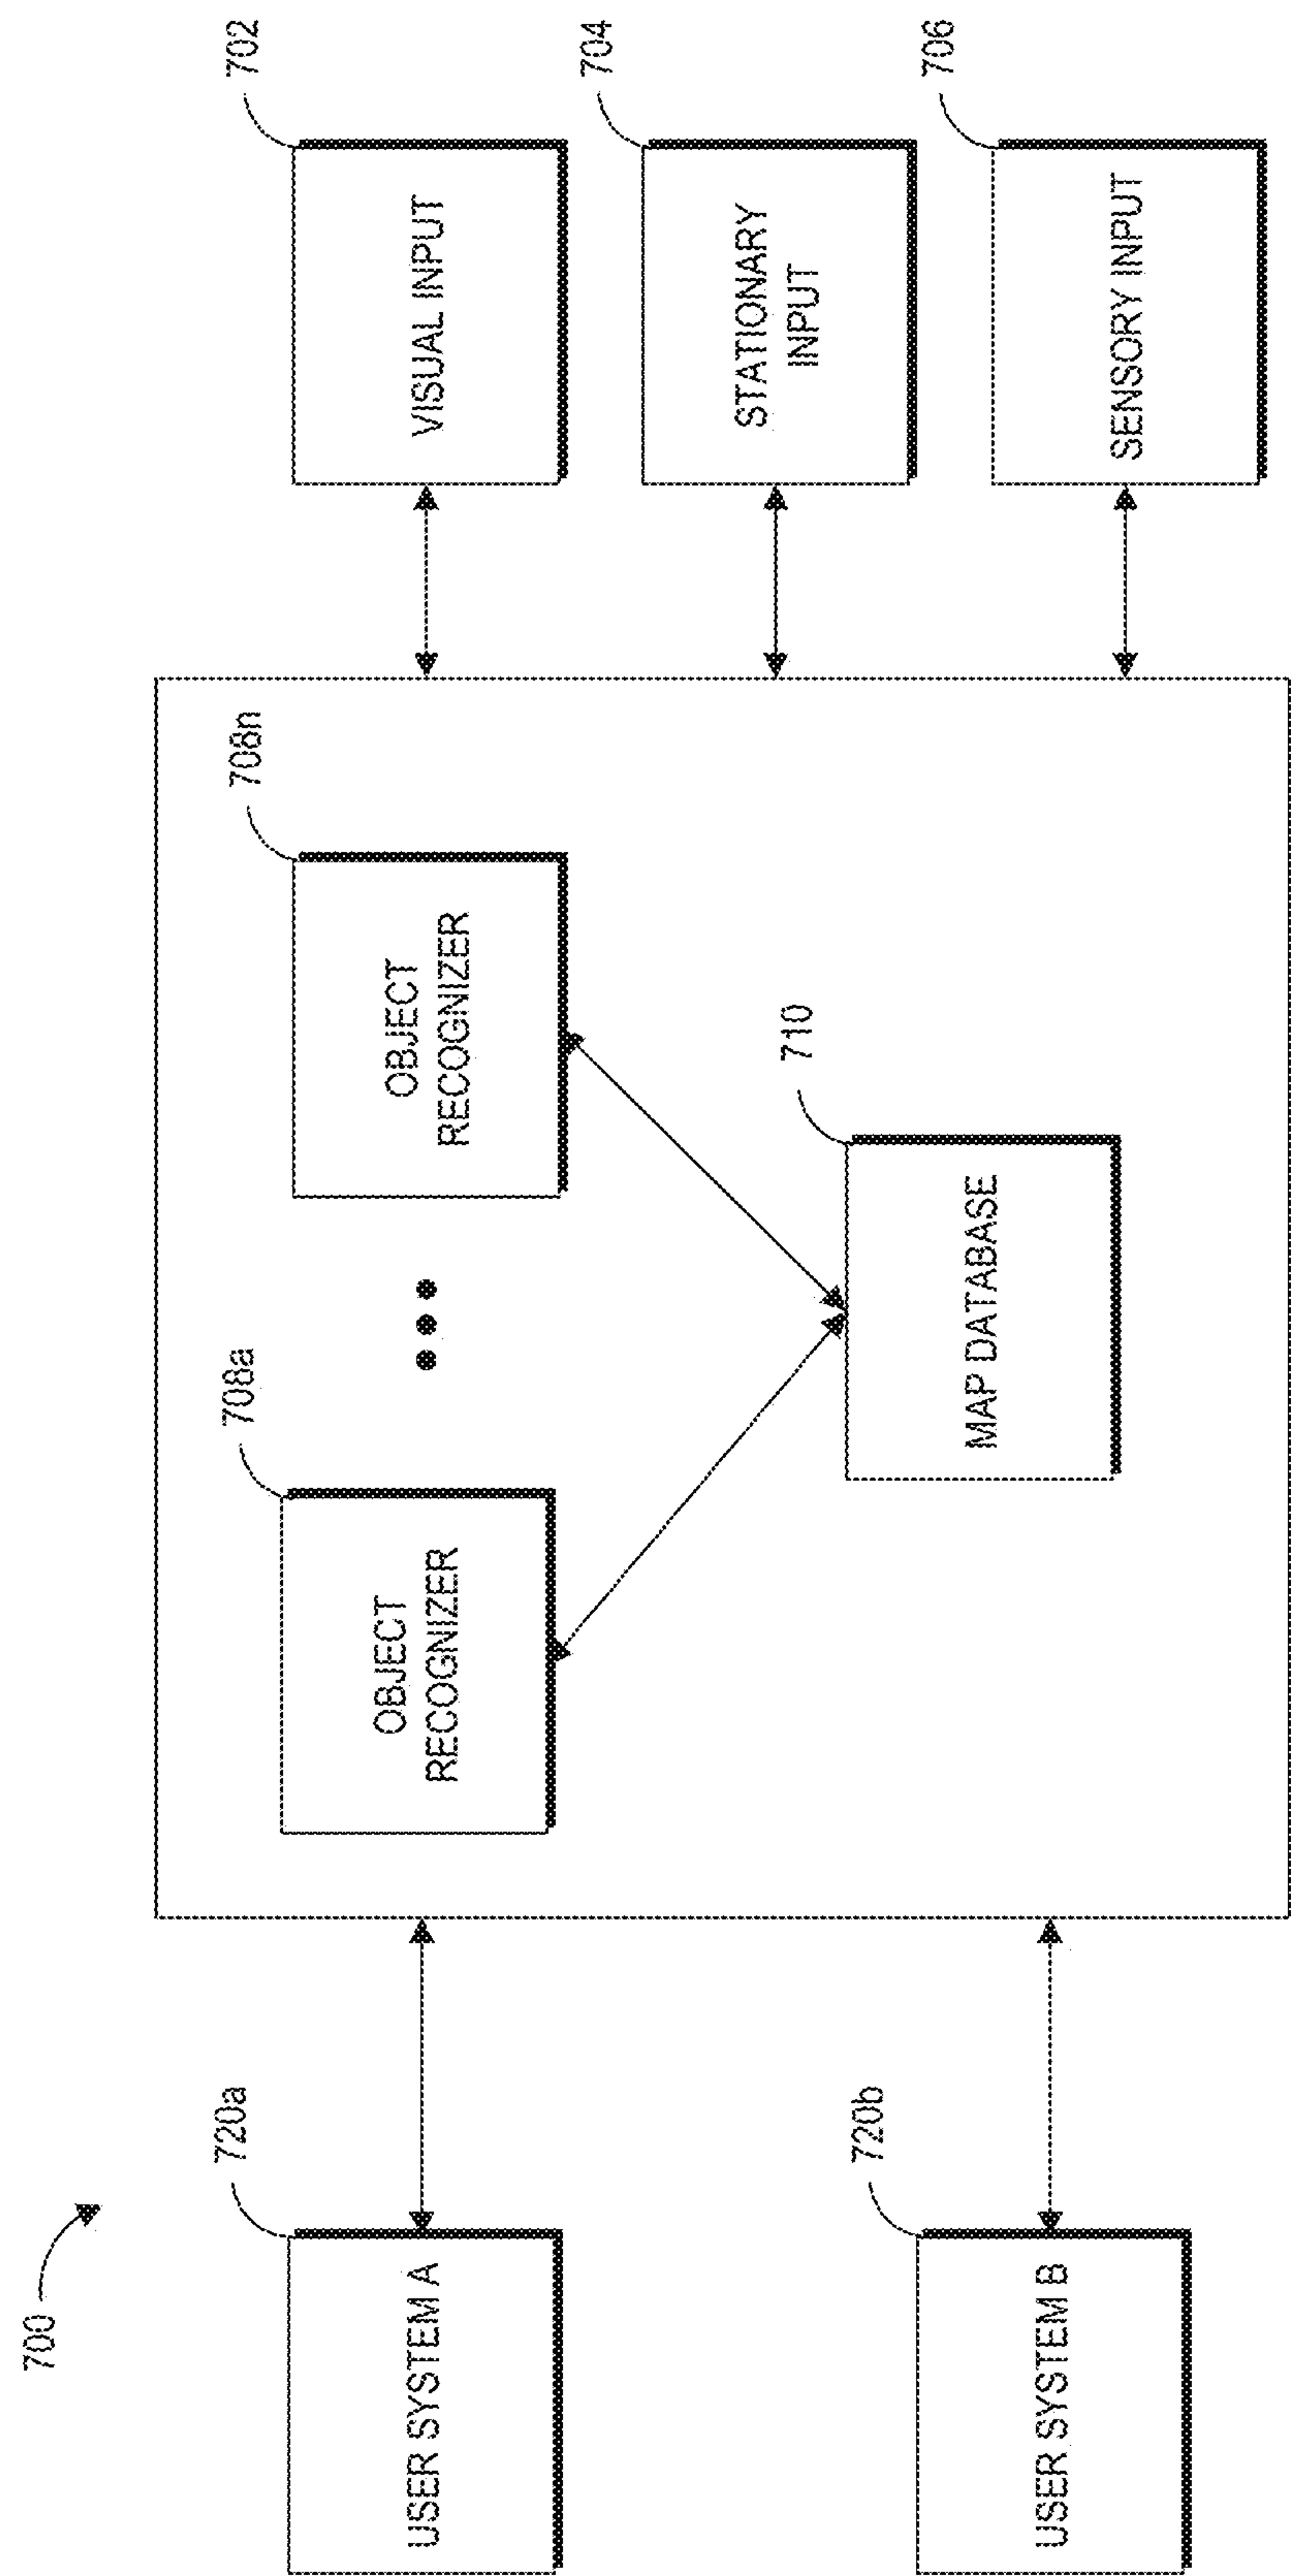 700
720a
USER SYSTEM A
720b
USER SYSTEM B
708a
OBJECT
RECOGNIZER
708n
OBJECT
RECOGNIZER
710
MAP DATABASE
702
VISUAL INPUT
704
STATIONARY
INPUT
706
SENSORY INPUT